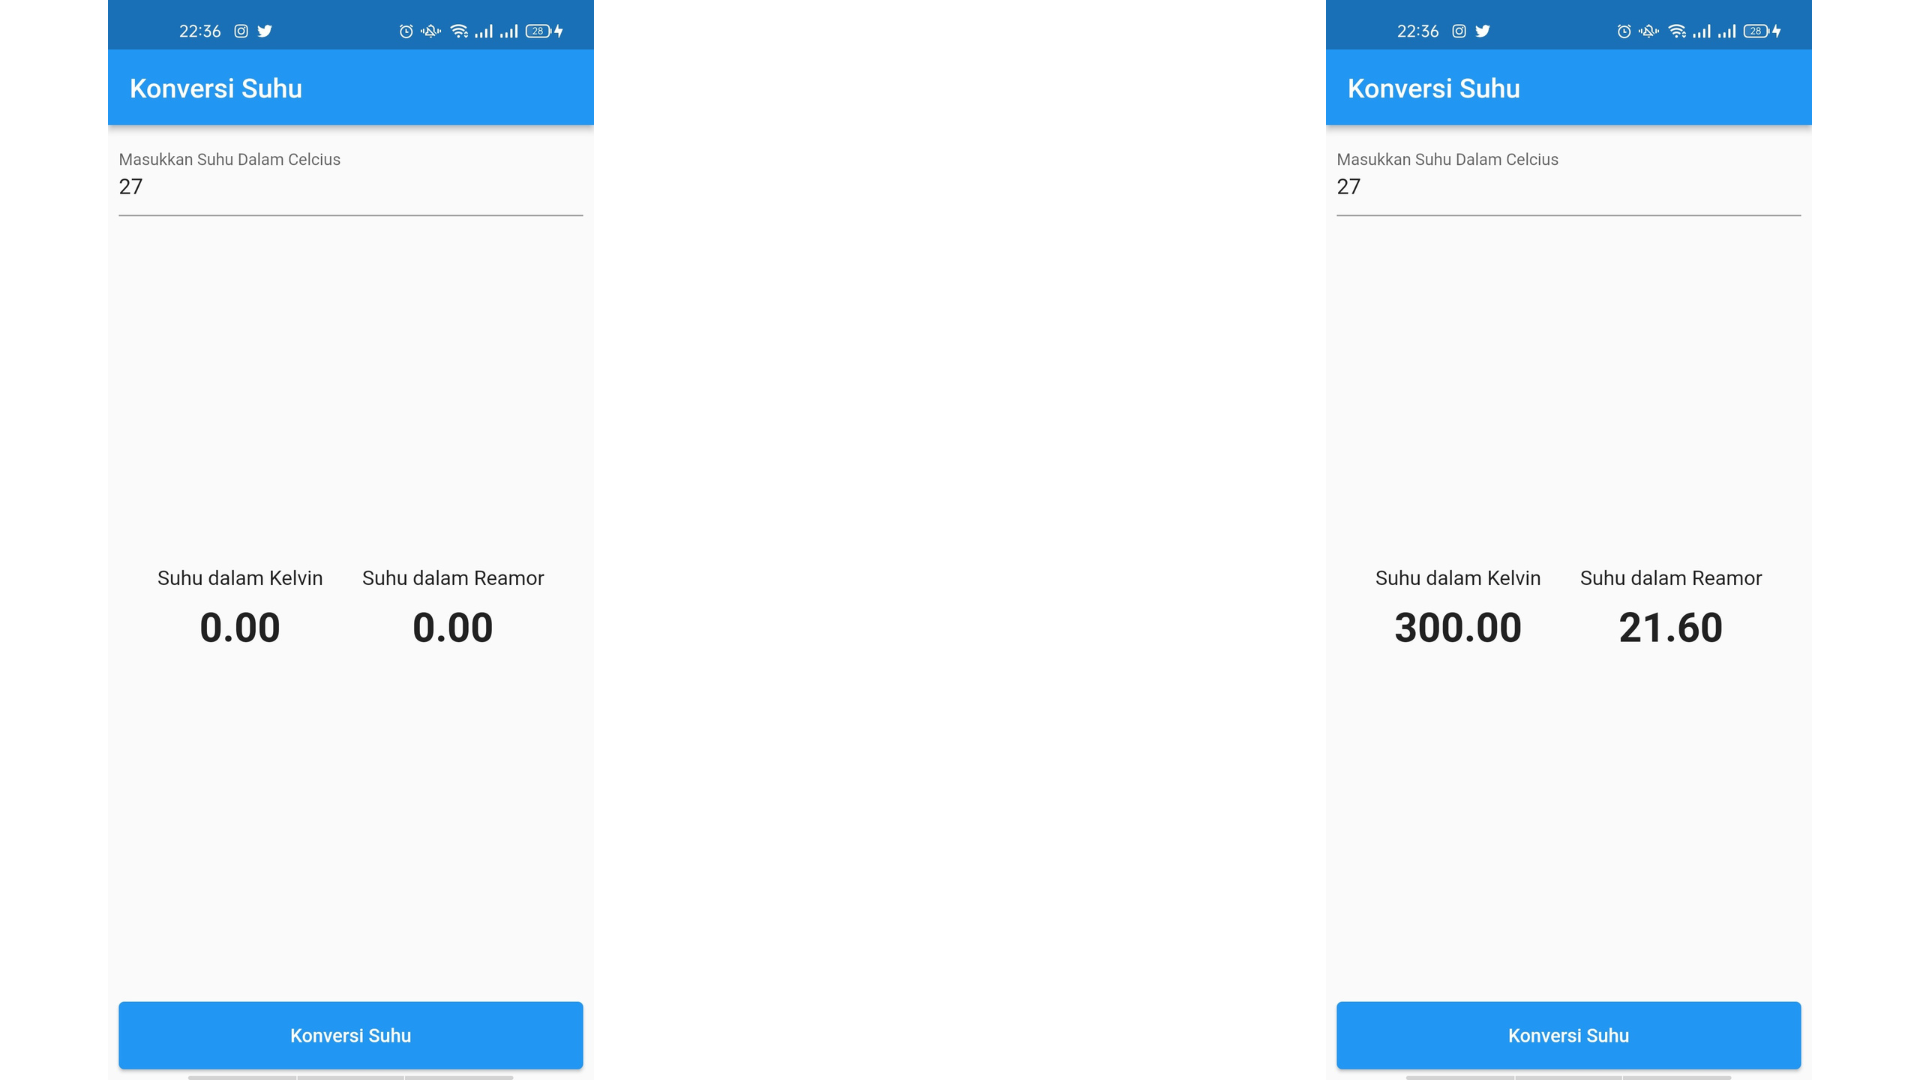 22:36
28
Konversi Suhu
Masukkan Suhu Dalam Celcius
27
Suhu dalam Kelvin
0.00
Suhu dalam Reamor
0.00
Konversi Suhu
22:36
28
Konversi Suhu
Masukkan Suhu Dalam Celcius
27
Suhu dalam Kelvin
300.00
Suhu dalam Reamor
21.60
Konversi Suhu